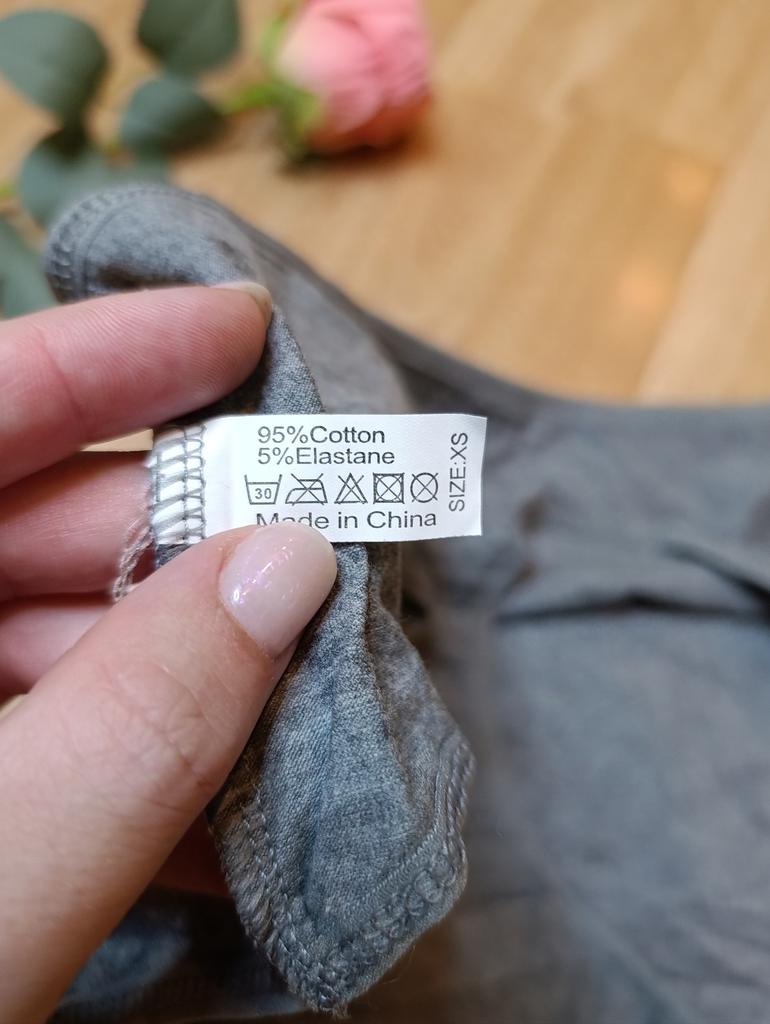 95%Cotton
5%Elastane
30
Made in China
SIZE:XS